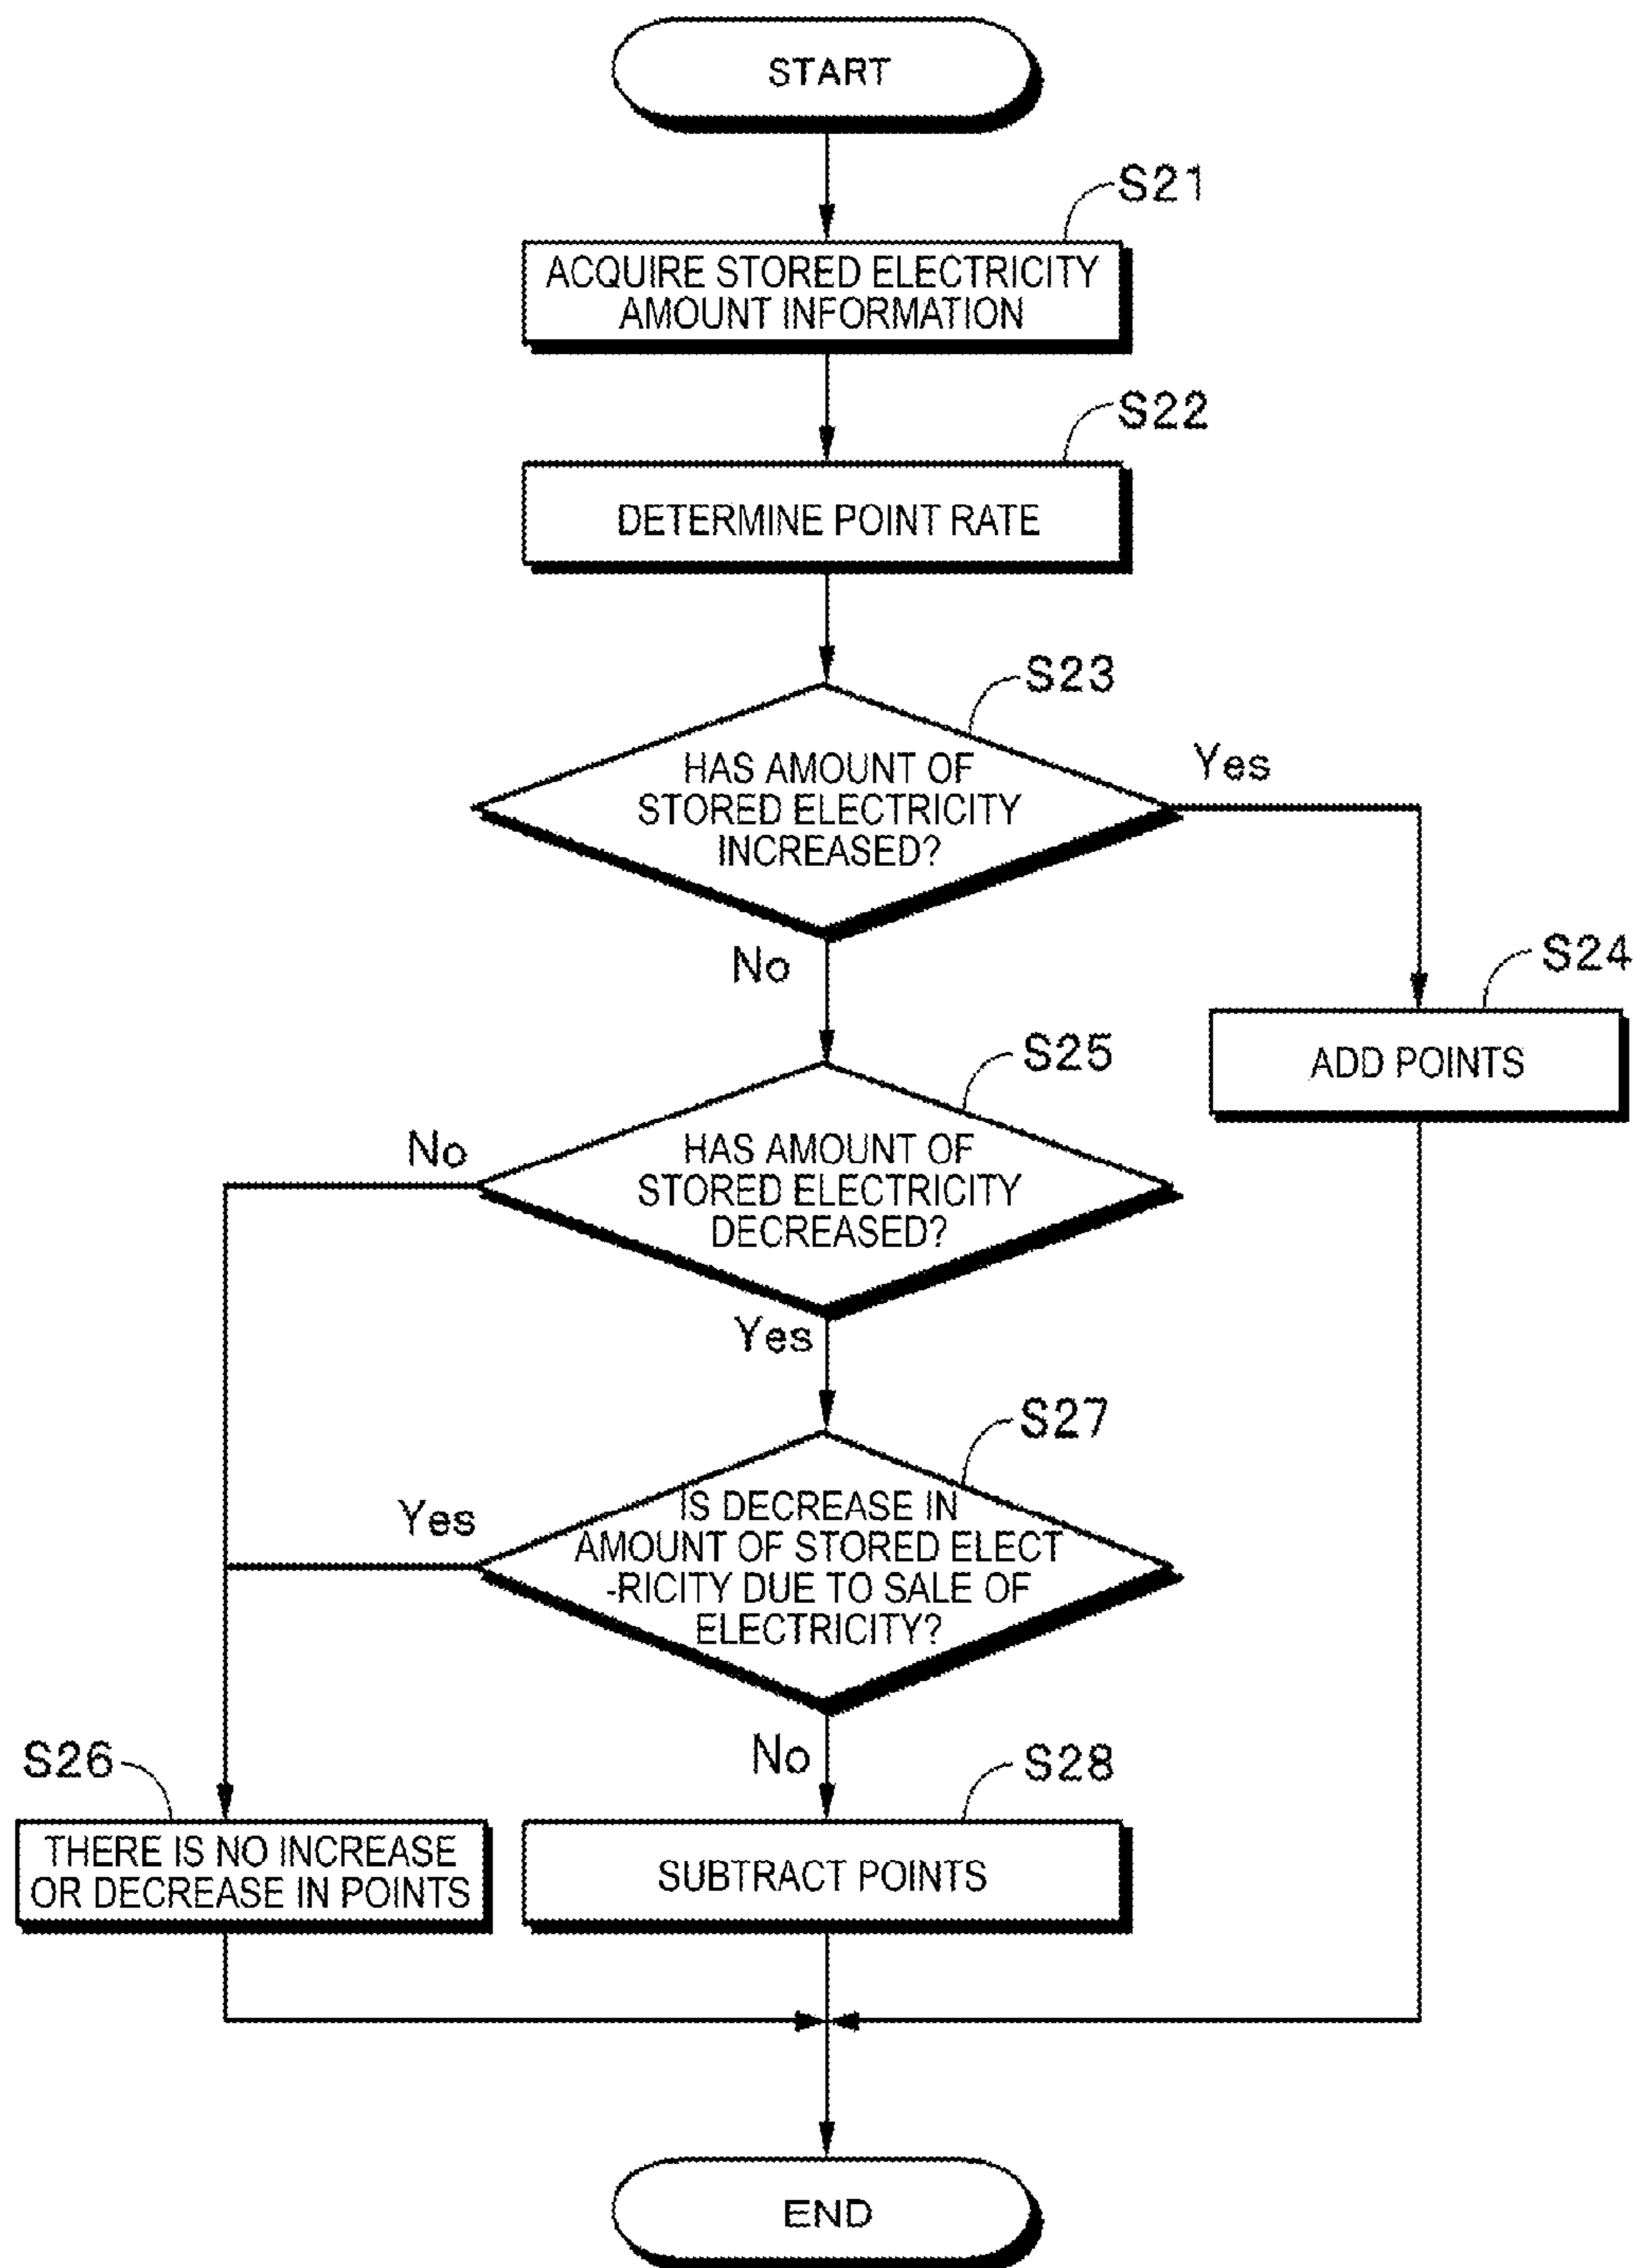 START
S21
ACQUIRE STORED ELECTRICITY
AMOUNT INFORMATION
S22
DETERMINE POINT RATE
S23
HAS AMOUNT OF
STORED ELECTRICITY
INCREASED?
Yes
No
S24
ADD POINTS
S25
HAS AMOUNT OF
STORED ELECTRICITY
DECREASED?
No
Yes
S27
IS DECREASE IN
AMOUNT OF STORED ELECT
-RICITY DUE TO SALE OF
ELECTRICITY?
Yes
No
S26
THERE IS NO INCREASE
OR DECREASE IN POINTS
S28
SUBTRACT POINTS
END